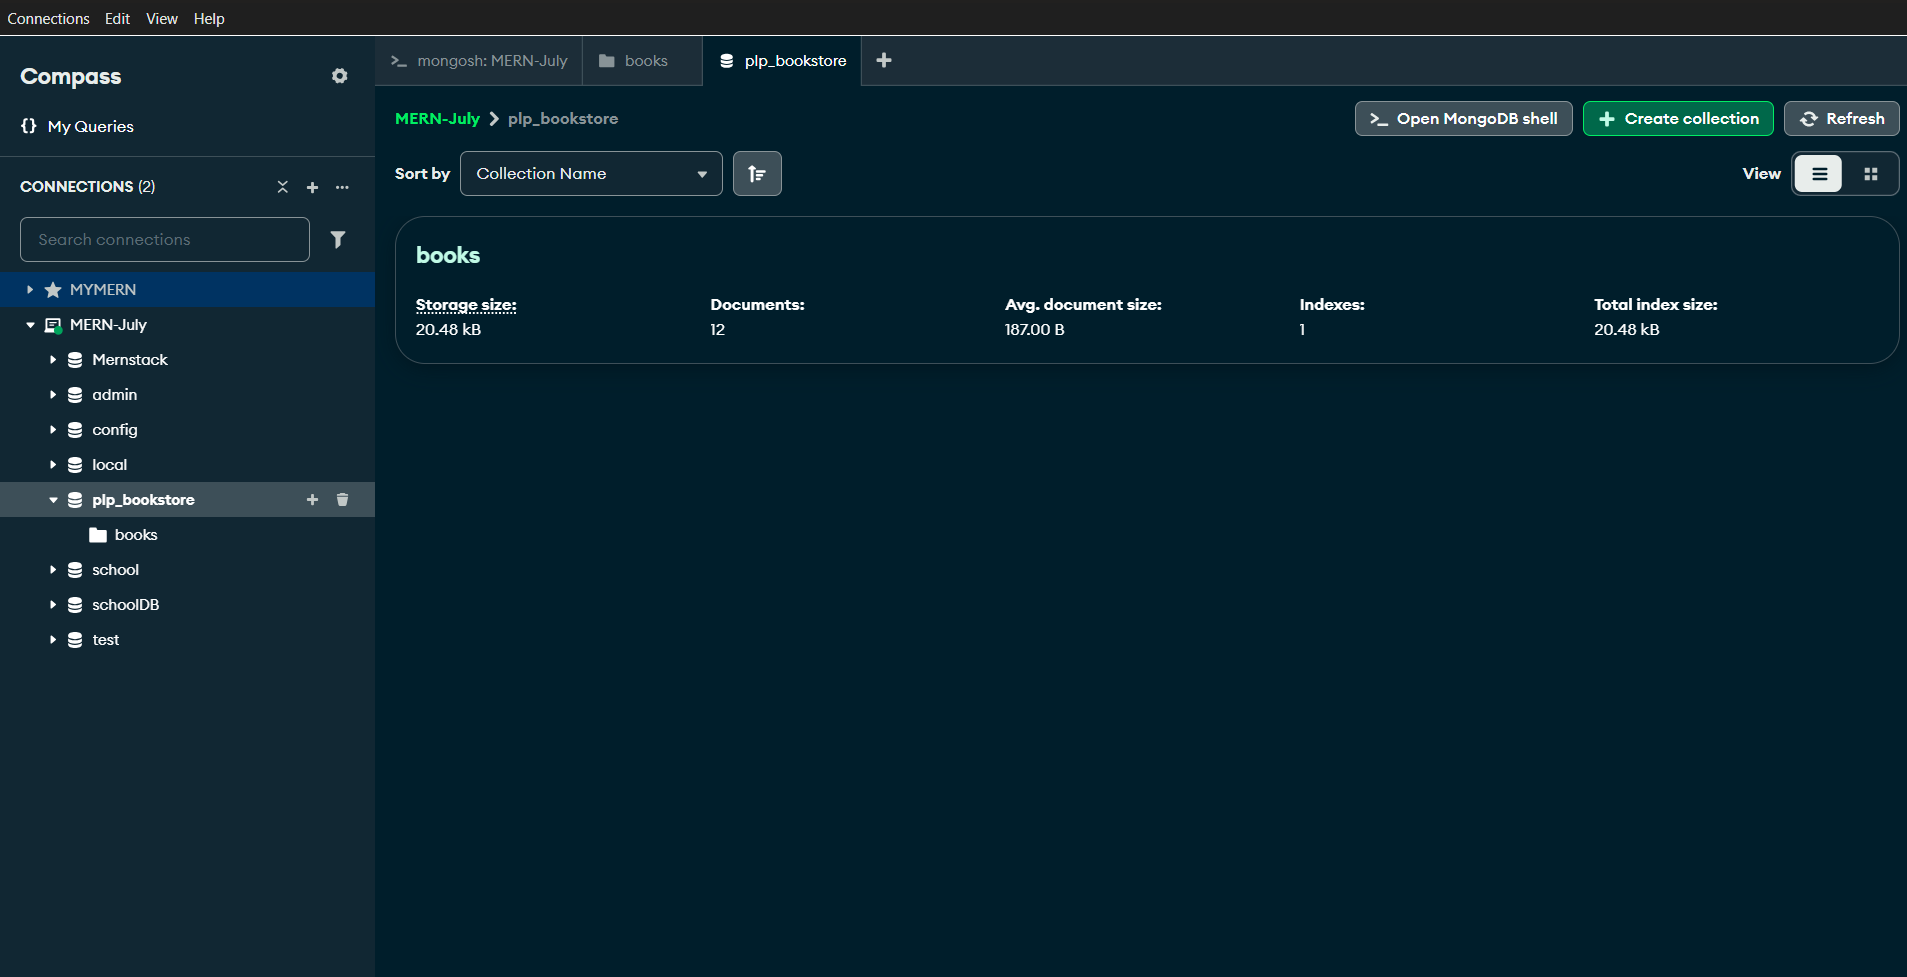 Connections Edit View Help
Compass
{} My Queries
CONNECTIONS (2)
Search connections
MYMERN
MERN-July
Mernstack
admin
config
local
plp_bookstore
books
school
schoolDB
test
>_ mongosh: MERN-July books plp_bookstore +
MERN-July > plp_bookstore
>_ Open MongoDB shell + Create collection Refresh
Sort by Collection Name View
books
Storage size: Documents: Avg. document size: Indexes: Total index size:
20.48 kB 12 187.00 B 1 20.48 kB